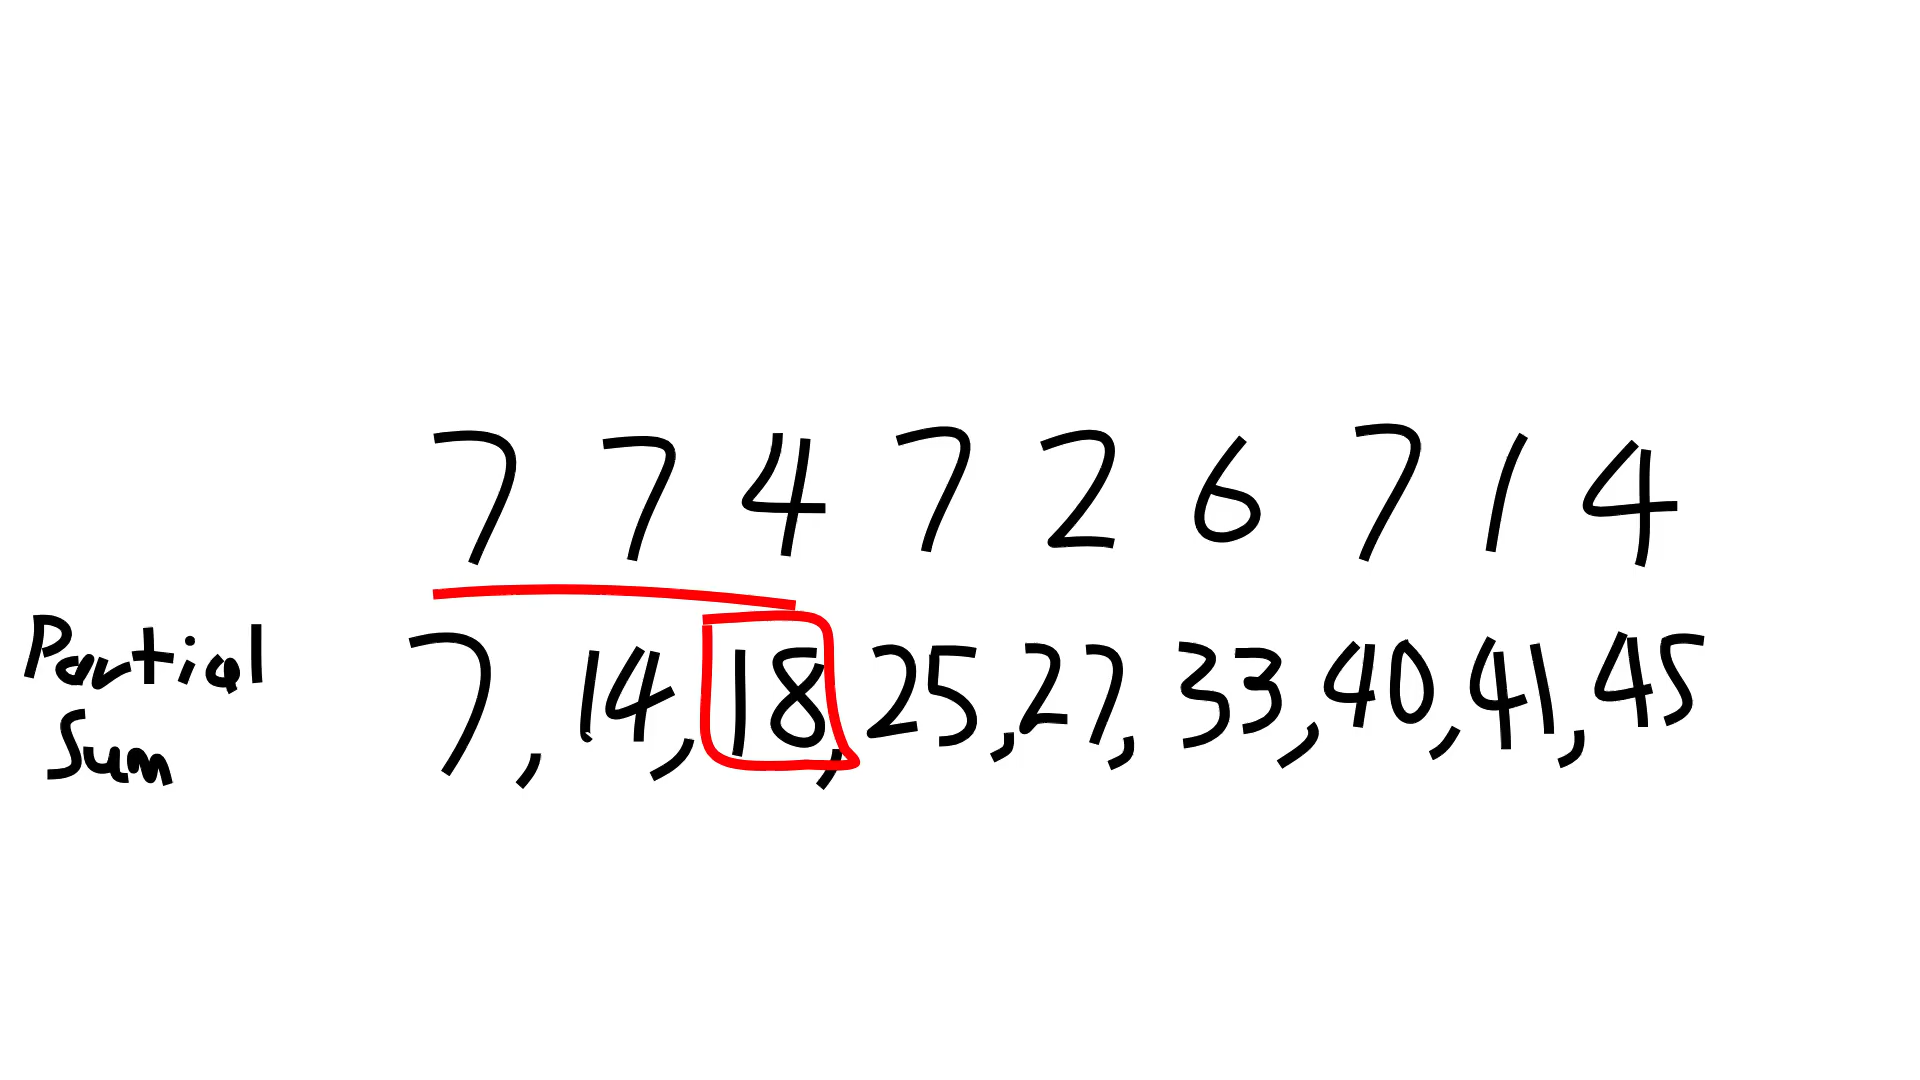 7 7 4 7 2 6 7 1 4
Partial
Sum
7, 14, 18, 25, 27, 33, 40, 41, 45